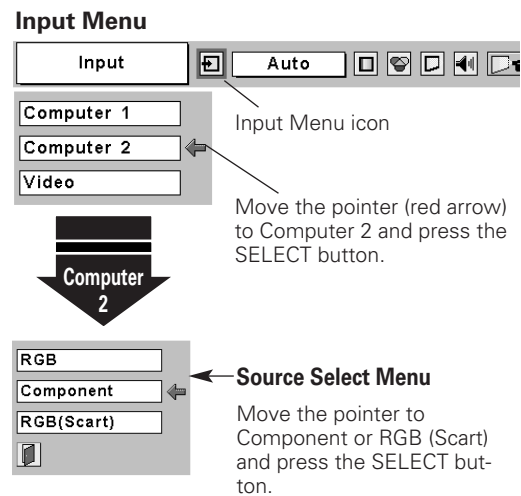 Input Menu
Input
Auto
Computer 1
Input Menu icon
Computer 2
Video
Move the pointer (red arrow)
to Computer 2 and press the
SELECT button.
Computer
2
RGB
Component
RGB(Scart)
Source Select Menu
Move the pointer to
Component or RGB (Scart)
and press the SELECT but-
ton.